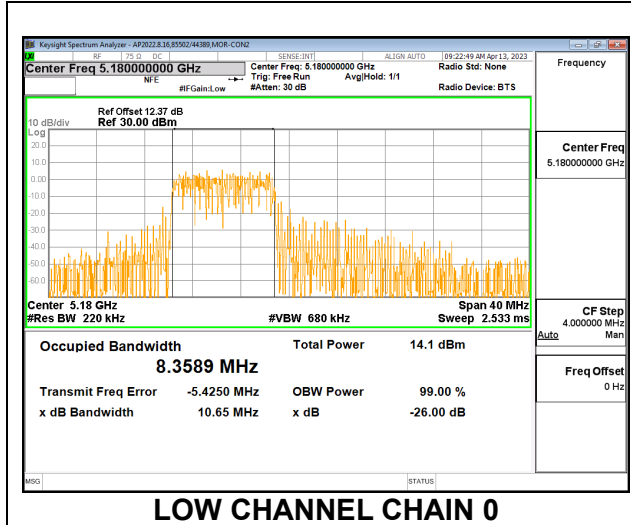 Keysight Spectrum Analyzer - AP2022.8.16,85502/44389,MOR-CON2
RF 75 Ω DC SENSE:INT ALIGN AUTO 09:22:49 AM Apr 13, 2023
Center Freq 5.180000000 GHz Center Freq: 5.180000000 GHz Radio Std: None
NFE Trig: Free Run Avg|Hold: 1/1
#IFGain:Low #Atten: 30 dB Radio Device: BTS
Frequency
Ref Offset 12.37 dB
10 dB/div Ref 30.00 dBm
Log
20.0
10.0
0.00
-10.0
-20.0
-30.0
-40.0
-50.0
-60.0
Center 5.18 GHz Span 40 MHz
#Res BW 220 kHz #VBW 680 kHz Sweep 2.533 ms
Center Freq
5.180000000 GHz
CF Step
4.000000 MHz
Auto Man
Freq Offset
0 Hz
Occupied Bandwidth Total Power 14.1 dBm
8.3589 MHz
Transmit Freq Error -5.4250 MHz OBW Power 99.00 %
x dB Bandwidth 10.65 MHz x dB -26.00 dB
MSG STATUS
LOW CHANNEL CHAIN 0